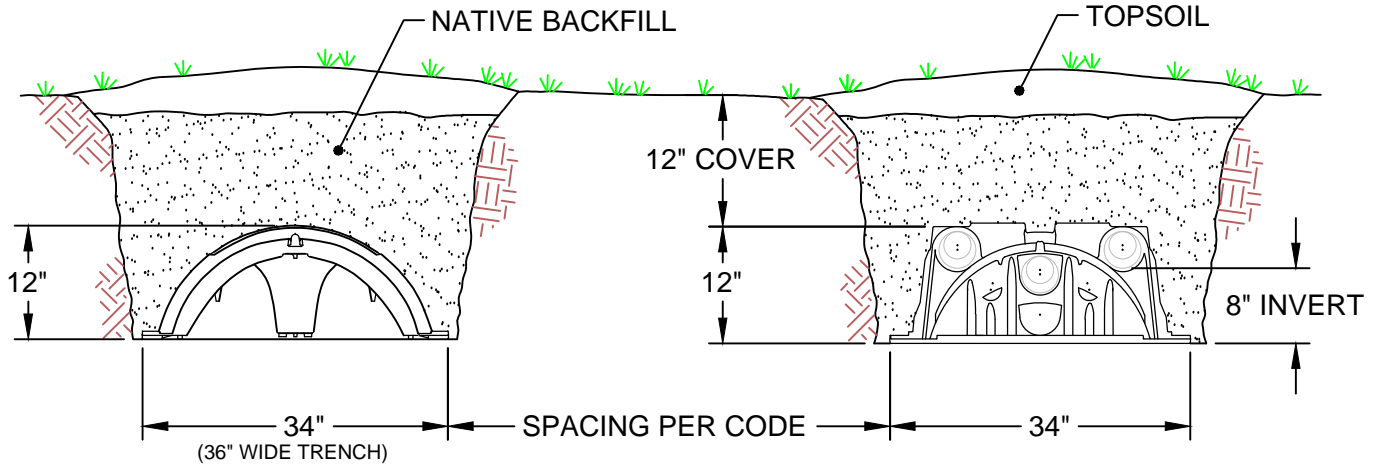 NATIVE BACKFILL
TOPSOIL
12" COVER
12"
12"
8" INVERT
34"
(36" WIDE TRENCH)
SPACING PER CODE
34"